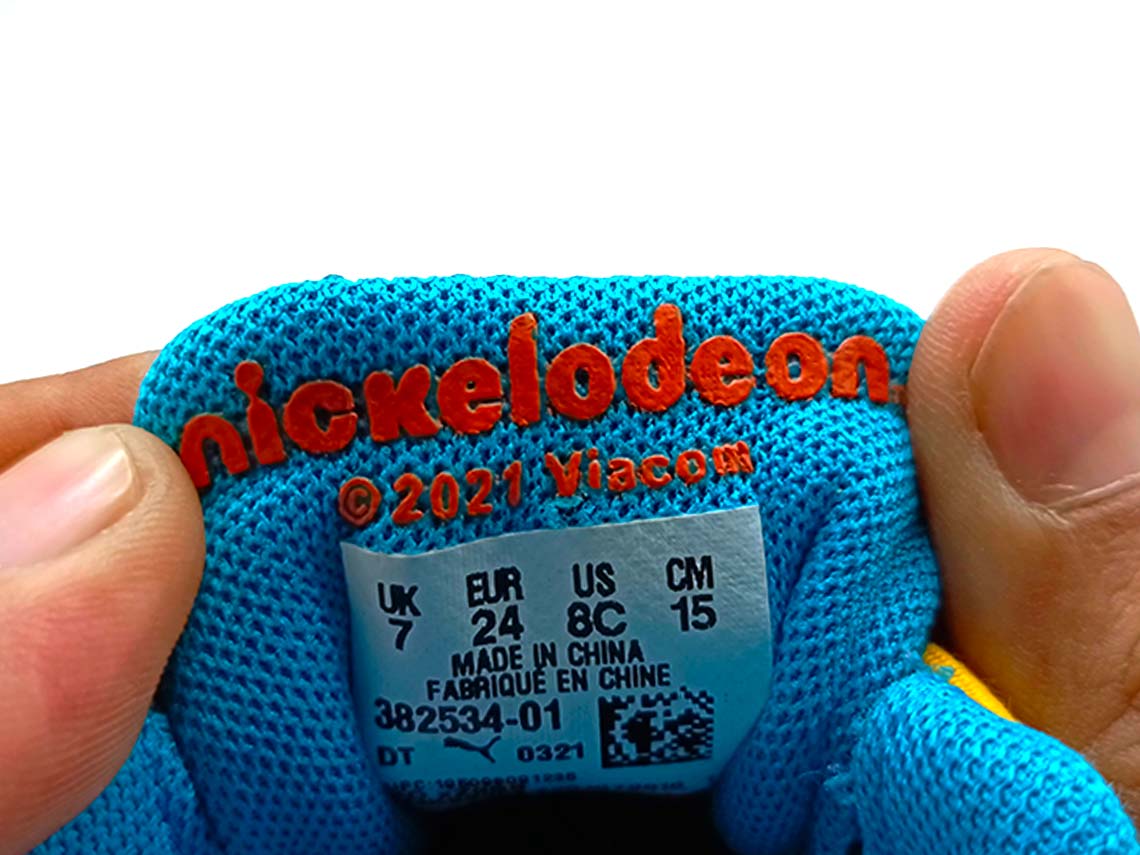 nickelodeon
© 2021 Viacom
UK EUR US CM
7 24 8C 15
MADE IN CHINA
FABRIQUÉ EN CHINE
382534-01
DT 0321